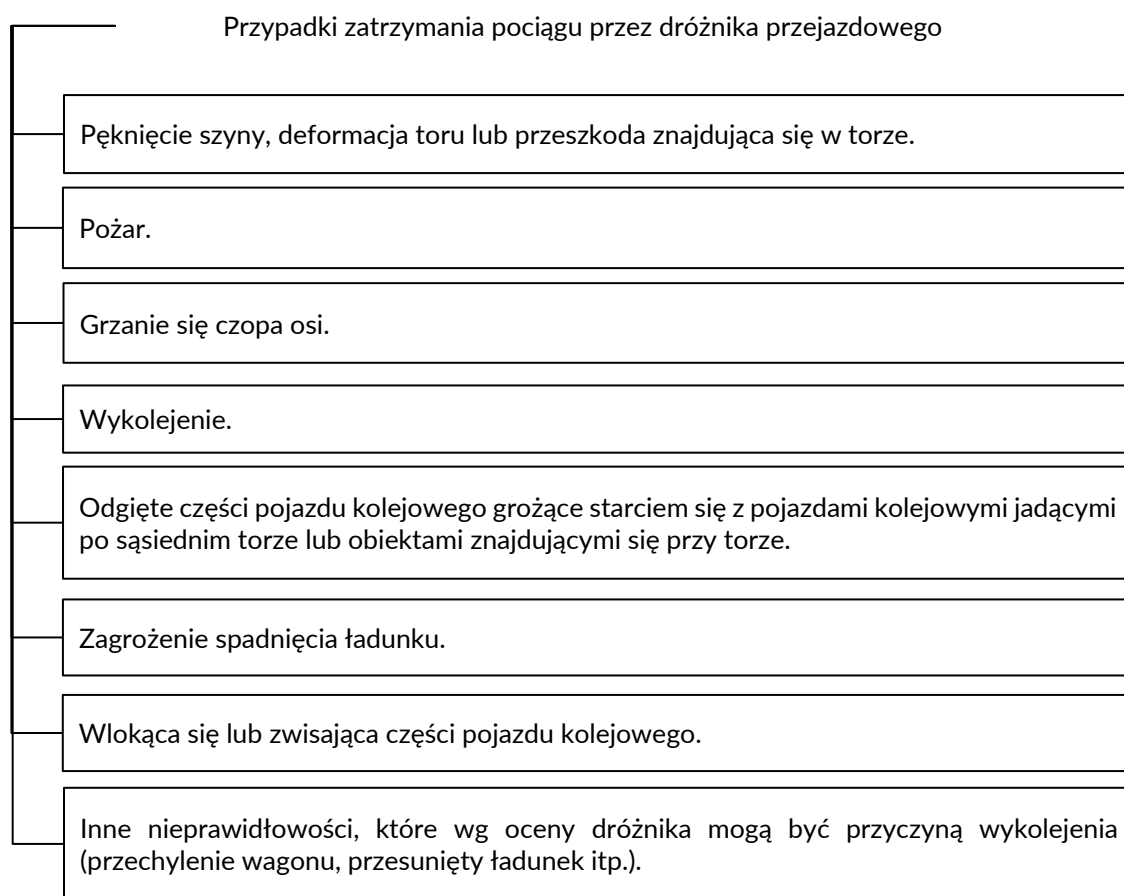 Przypadki zatrzymania pociągu przez dróżnika przejazdowego
Pęknięcie szyny, deformacja toru lub przeszkoda znajdująca się w torze.
Pożar.
Grzanie się czopa osi.
Wykolejenie.
Odgięte części pojazdu kolejowego grożące starciem się z pojazdami kolejowymi jadącymi
po sąsiednim torze lub obiektami znajdującymi się przy torze.
Zagrożenie spadnięcia ładunku.
Wlokąca się lub zwisająca części pojazdu kolejowego.
Inne nieprawidłowości, które wg oceny dróżnika mogą być przyczyną wykolejenia
(przechylenie wagonu, przesunięty ładunek itp.).